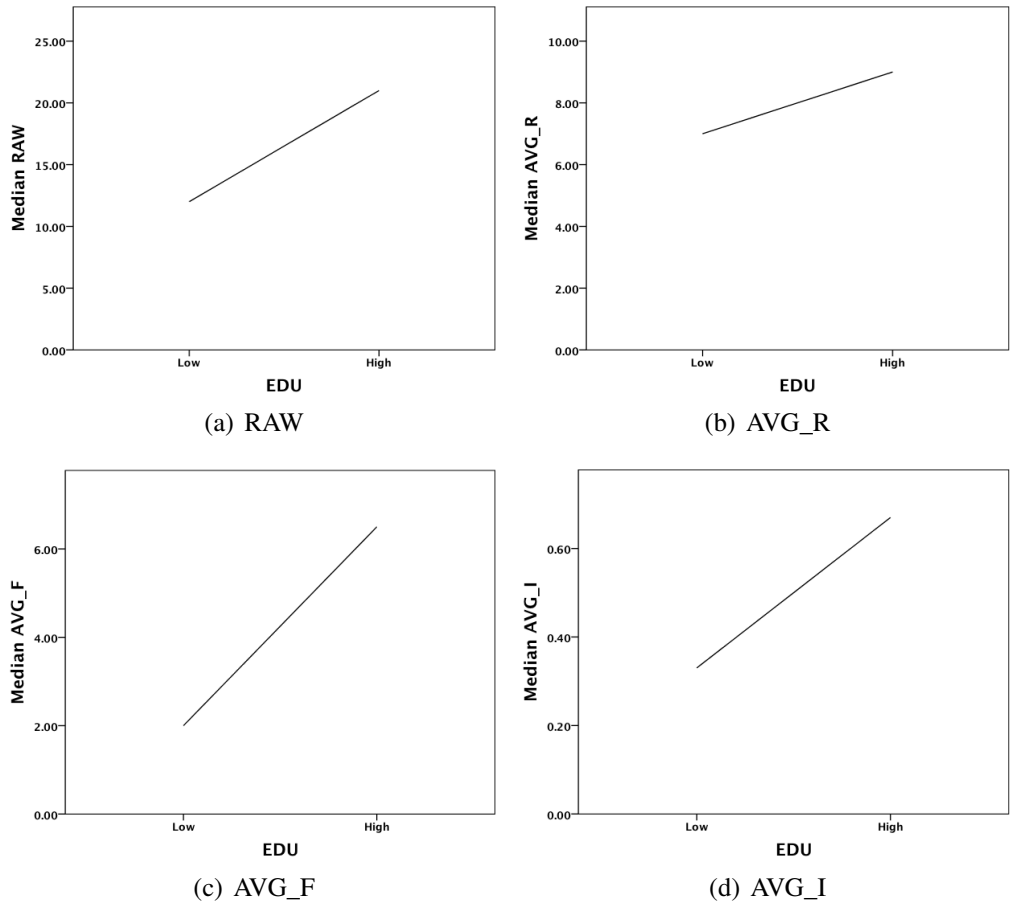 25.00
20.00
15.00
10.00
5.00
0.00
Median RAW
Low High
EDU
(a) RAW
10.00
8.00
6.00
4.00
2.00
0.00
Median AVG_R
Low High
EDU
(b) AVG_R
6.00
4.00
2.00
0.00
Median AVG_F
Low High
EDU
(c) AVG_F
0.60
0.40
0.20
0.00
Median AVG_I
Low High
EDU
(d) AVG_I